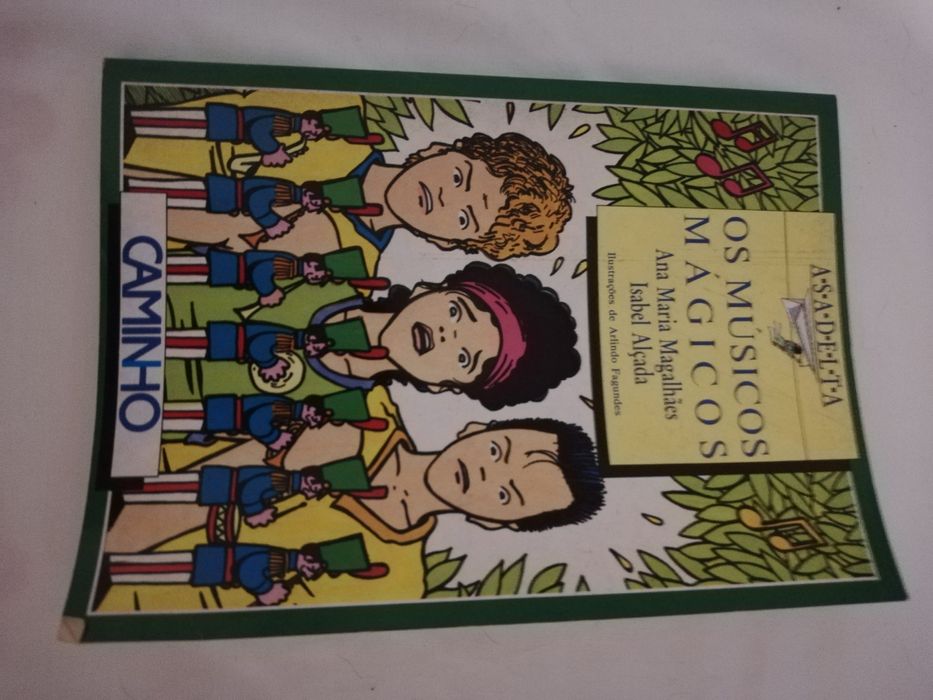 A·S·A·D·E·L·T·A
OS MÚSICOS
MÁGICOS
Ana Maria Magalhães
Isabel Alçada
Ilustrações de Arlindo Fagundes
CAMINHO